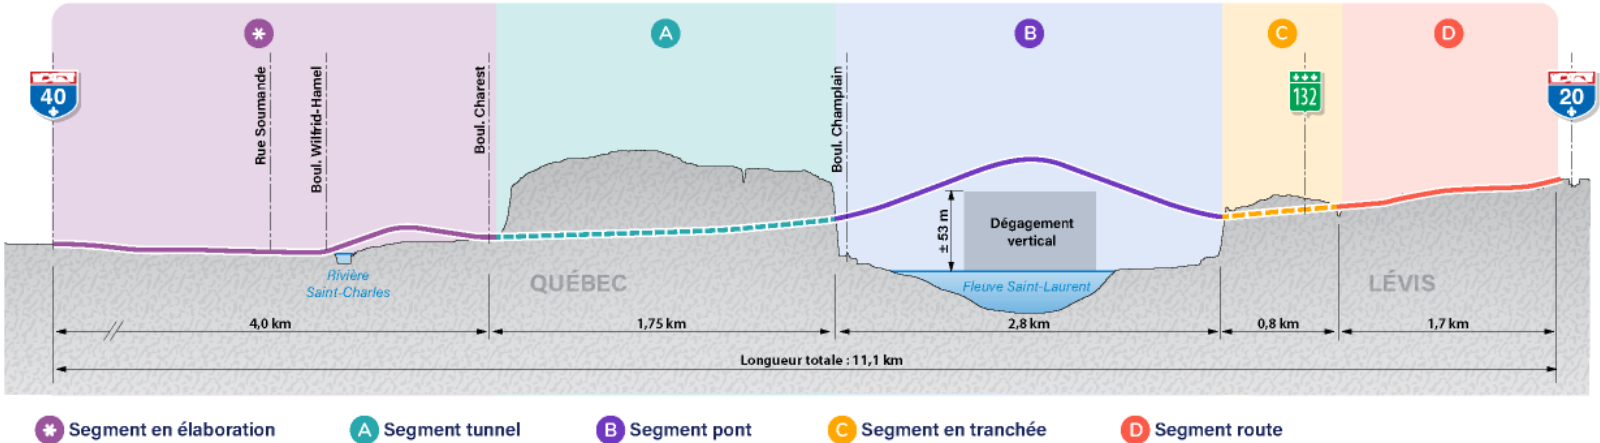 *
A
B
C
D
40
Rue Soumande
Boul. Wilfrid-Hamel
Boul. Charest
Boul. Champlain
132
20
± 53 m
Dégagement
vertical
Rivière
Saint-Charles
QUÉBEC
Fleuve Saint-Laurent
LÉVIS
4,0 km
1,75 km
2,8 km
0,8 km
1,7 km
Longueur totale : 11,1 km
* Segment en élaboration
A Segment tunnel
B Segment pont
C Segment en tranchée
D Segment route